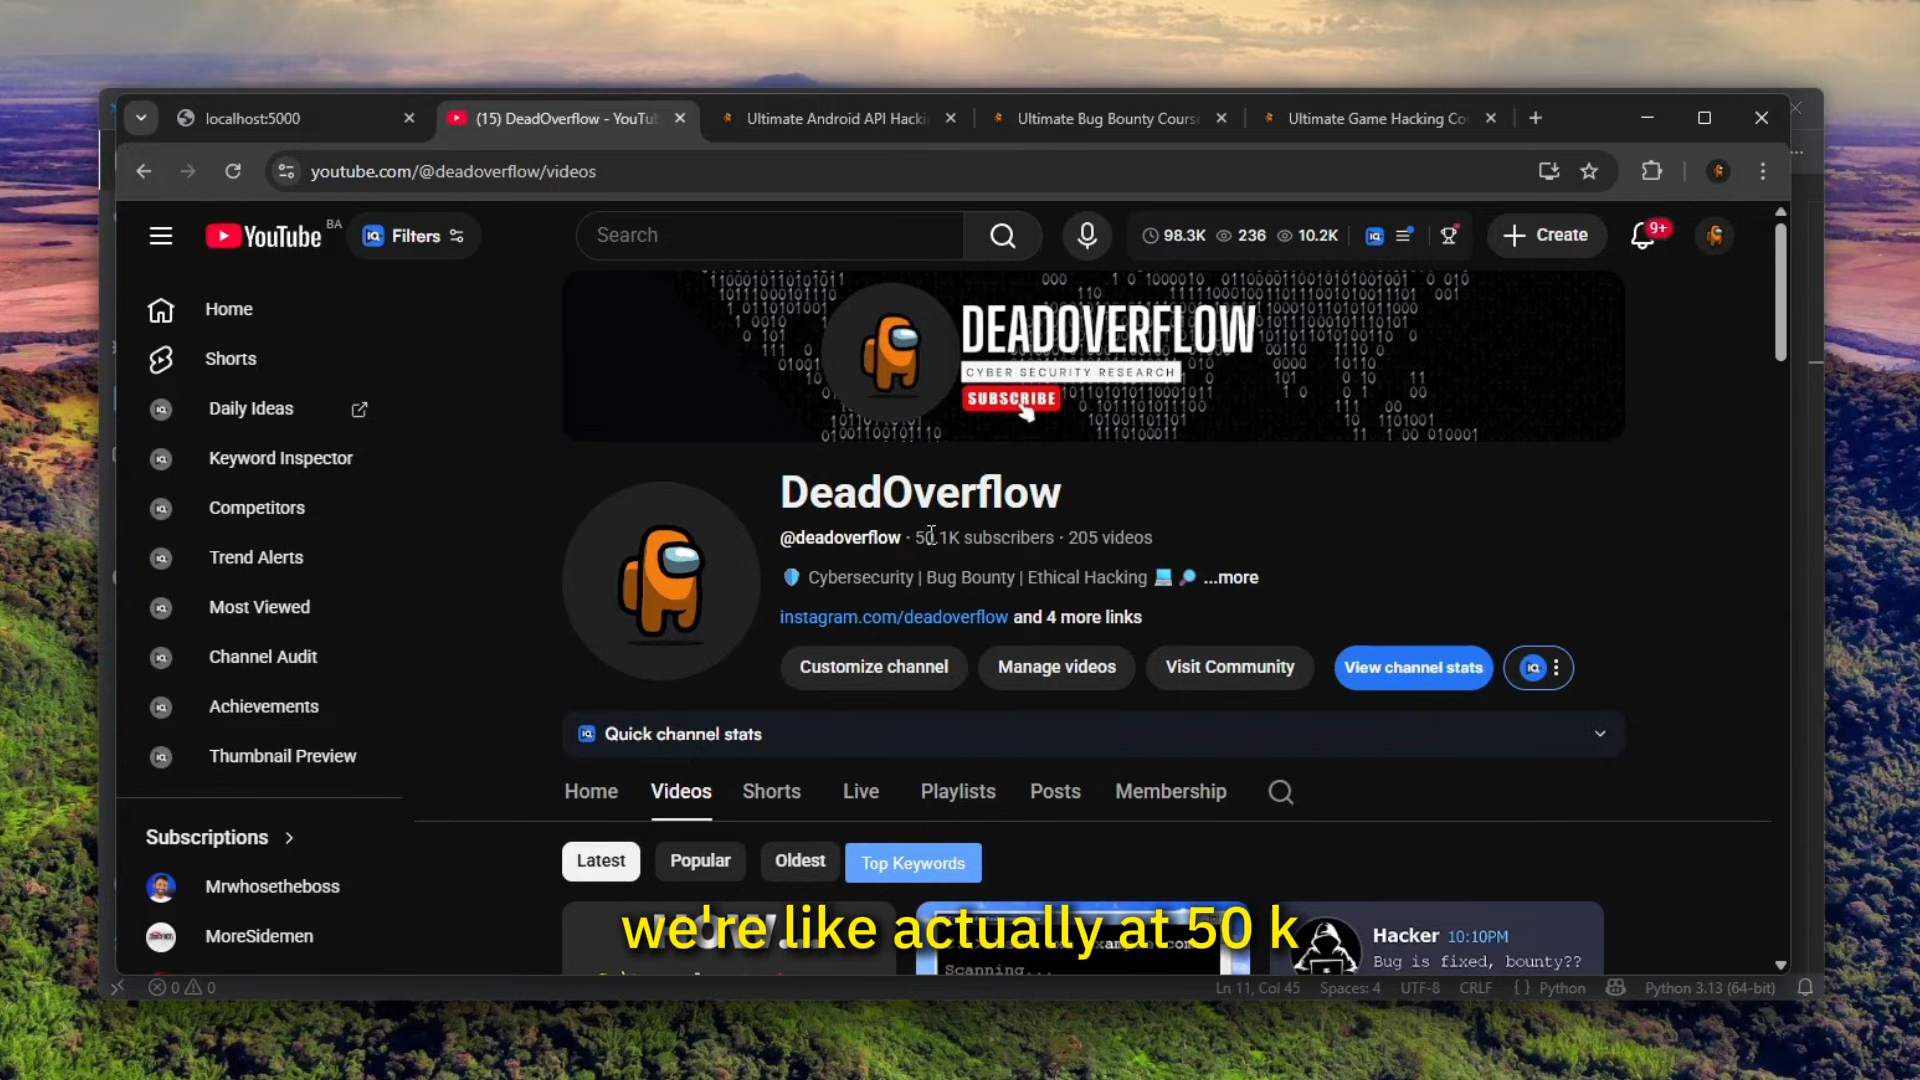 localhost:5000
(15) DeadOverflow - YouTu
Ultimate Android API Hacki
Ultimate Bug Bounty Cours
Ultimate Game Hacking Co
youtube.com/@deadoverflow/videos
YouTube BA
Filters
Search
98.3K 236 10.2K
Create
9+
Home
Shorts
Daily Ideas
Keyword Inspector
Competitors
Trend Alerts
Most Viewed
Channel Audit
Achievements
Thumbnail Preview
Subscriptions
Mrwhosetheboss
MoreSidemen
DEADOVERFLOW
CYBER SECURITY RESEARCH
SUBSCRIBE
DeadOverflow
@deadoverflow · 50.1K subscribers · 205 videos
Cybersecurity | Bug Bounty | Ethical Hacking ...more
instagram.com/deadoverflow and 4 more links
Customize channel
Manage videos
Visit Community
View channel stats
Quick channel stats
Home
Videos
Shorts
Live
Playlists
Posts
Membership
Latest
Popular
Oldest
Top Keywords
we're like actually at 50 k
Scanning...
Hacker 10:10PM
Bug is fixed, bounty??
0 0
Ln 11, Col 45
Spaces: 4
UTF-8
CRLF
{ } Python
Python 3.13 (64-bit)